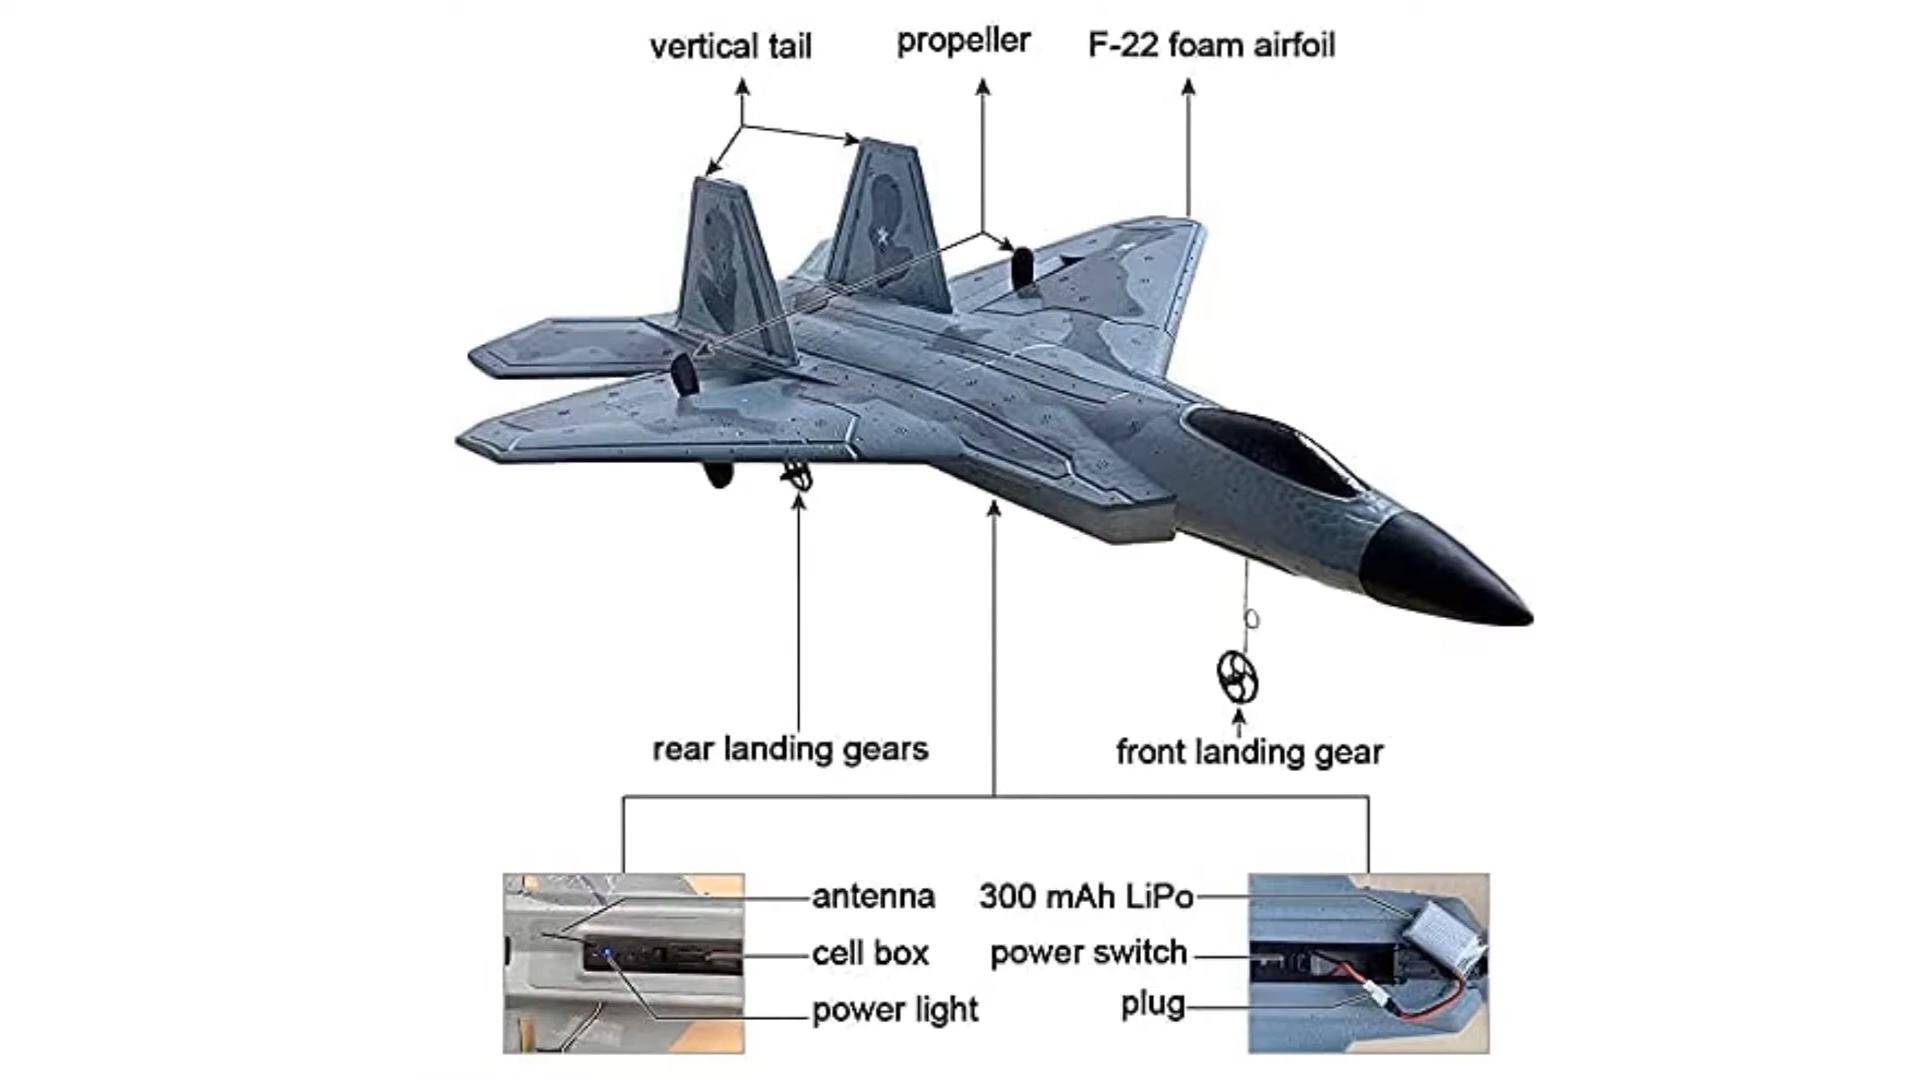 vertical tail
propeller
F-22 foam airfoil
rear landing gears
front landing gear
antenna
cell box
power light
300 mAh LiPo
power switch
plug